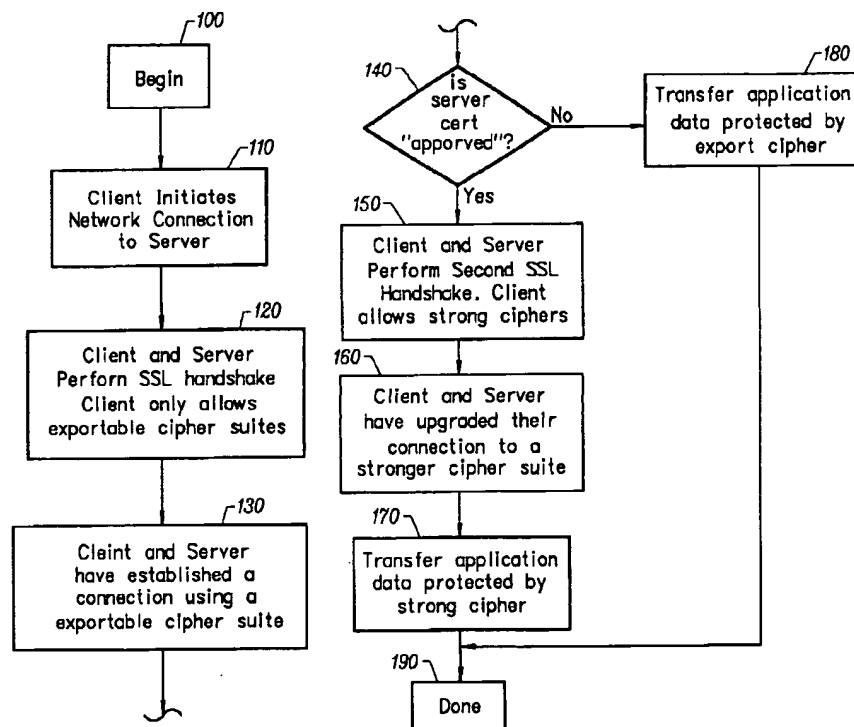 100
Begin
110
Client Initiates
Network Connection
to Server
120
Client and Server
Perforn SSL handshake
Client only allows
exportable cipher suites
130
Cleint and Server
have established a
connection using a
exportable cipher suite
140
is
server
cert
"apporved"?
No
Yes
180
Transfer application
data protected by
export cipher
150
Client and Server
Perform Second SSL
Handshake. Client
allows strong ciphers
160
Client and Server
have upgraded their
connection to a
stronger cipher suite
170
Transfer application
data protected by
strong cipher
190
Done